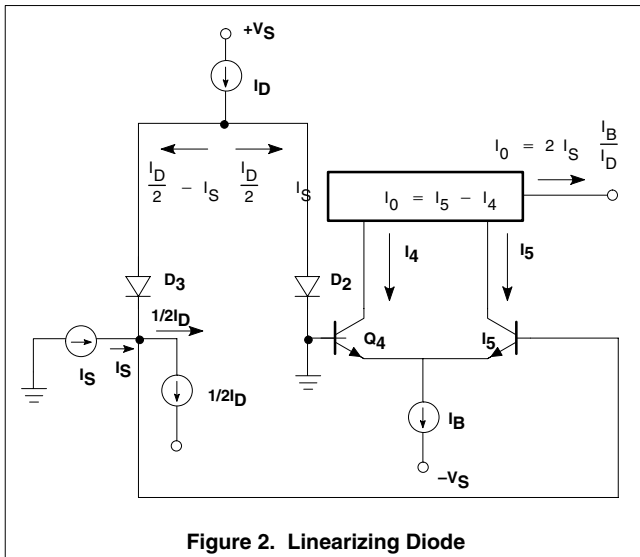 +VS
ID
I0 = 2 IS IB
ID
ID
2 − IS
ID
2
IS
I0 = I5 − I4
I4
I5
D3
D2
1/2ID
Q4
I5
IS
IS
1/2ID
IB
−VS
Figure 2. Linearizing Diode